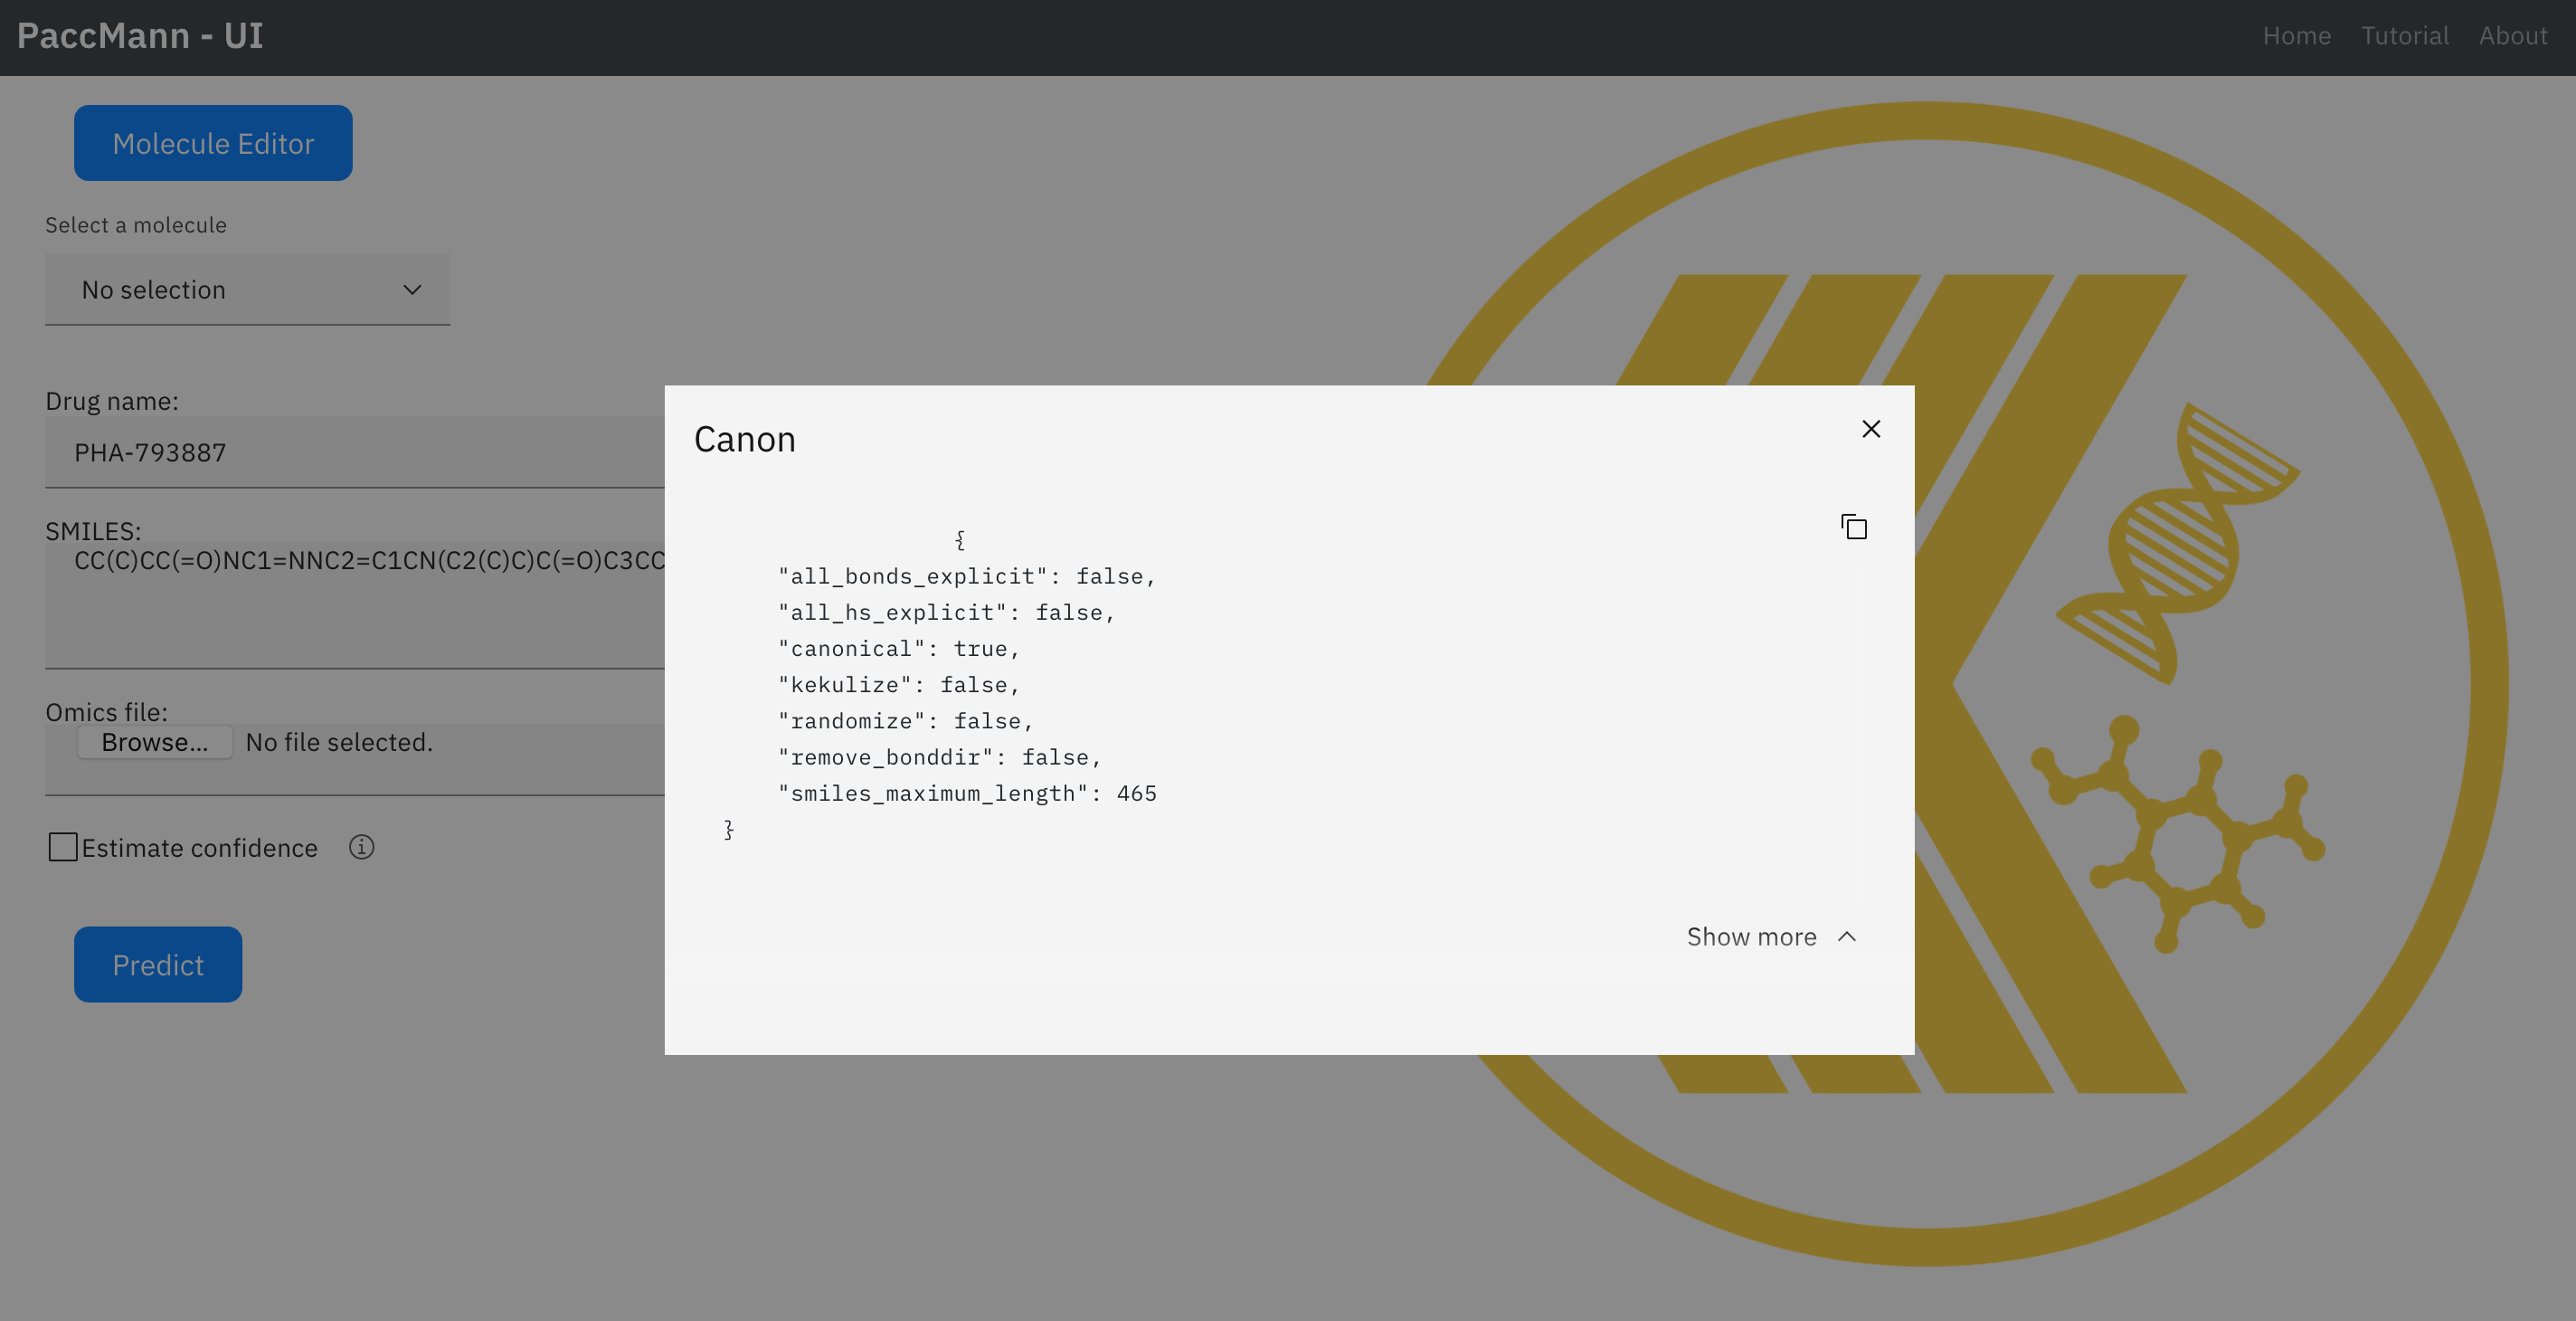 PaccMann - UI
Home Tutorial About
Molecule Editor
Select a molecule
No selection
Drug name:
PHA-793887
SMILES:
CC(C)CC(=O)NC1=NNC2=C1CN(C2(C)C)C(=O)C3CC
Omics file:
Browse... No file selected.
Estimate confidence
Predict
Canon
{
"all_bonds_explicit": false,
"all_hs_explicit": false,
"canonical": true,
"kekulize": false,
"randomize": false,
"remove_bonddir": false,
"smiles_maximum_length": 465
}
Show more